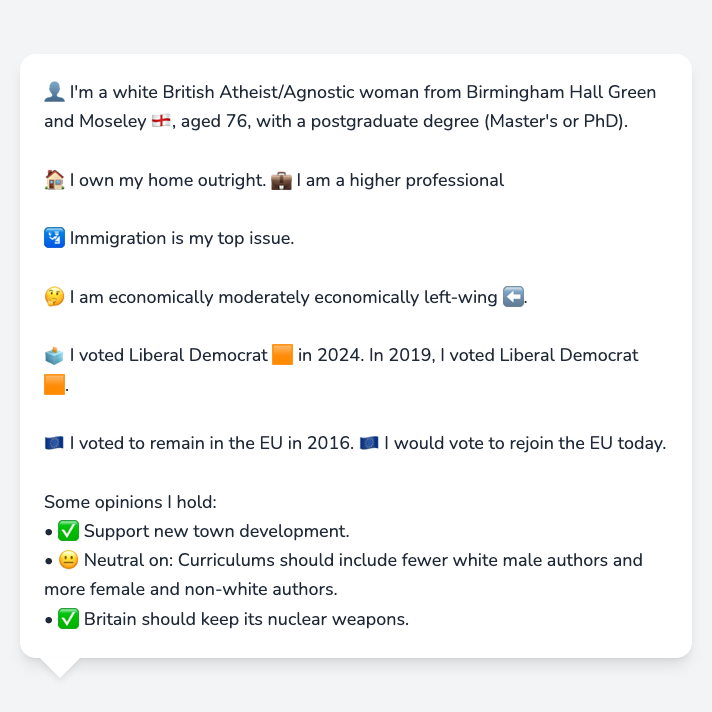 👤 I'm a white British Atheist/Agnostic woman from Birmingham Hall Green
and Moseley 🏴󠁧󠁢󠁥󠁮󠁧󠁿, aged 76, with a postgraduate degree (Master's or PhD).
🏠 I own my home outright. 💼 I am a higher professional
🛂 Immigration is my top issue.
🤔 I am economically moderately economically left-wing ⬅️.
🗳️ I voted Liberal Democrat 🟧 in 2024. In 2019, I voted Liberal Democrat
🟧.
🇪🇺 I voted to remain in the EU in 2016. 🇪🇺 I would vote to rejoin the EU today.
Some opinions I hold:
• ✅ Support new town development.
• 😐 Neutral on: Curriculums should include fewer white male authors and
more female and non-white authors.
• ✅ Britain should keep its nuclear weapons.